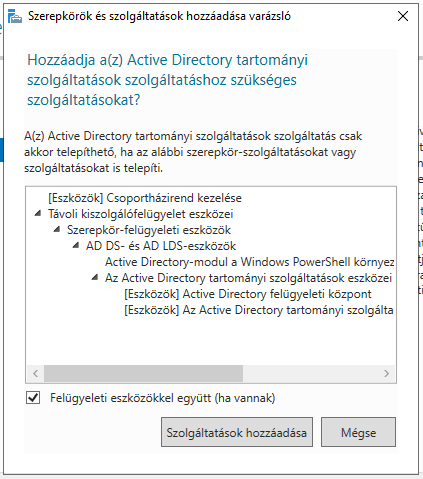 Szerepkörök és szolgáltatások hozzáadása varázsló
Hozzáadja a(z) Active Directory tartományi
szolgáltatások szolgáltatáshoz szükséges
szolgáltatásokat?
A(z) Active Directory tartományi szolgáltatások szolgáltatás csak
akkor telepíthető, ha az alábbi szerepkör-szolgáltatásokat vagy
szolgáltatásokat is telepíti.
[Eszközök] Csoportházirend kezelése
Távoli kiszolgálófelügyelet eszközei
Szerepkör-felügyeleti eszközök
AD DS- és AD LDS-eszközök
Active Directory-modul a Windows PowerShell környez
Az Active Directory tartományi szolgáltatások eszközei
[Eszközök] Active Directory felügyeleti központ
[Eszközök] Az Active Directory tartományi szolgálta
Felügyeleti eszközökkel együtt (ha vannak)
Szolgáltatások hozzáadása
Mégse